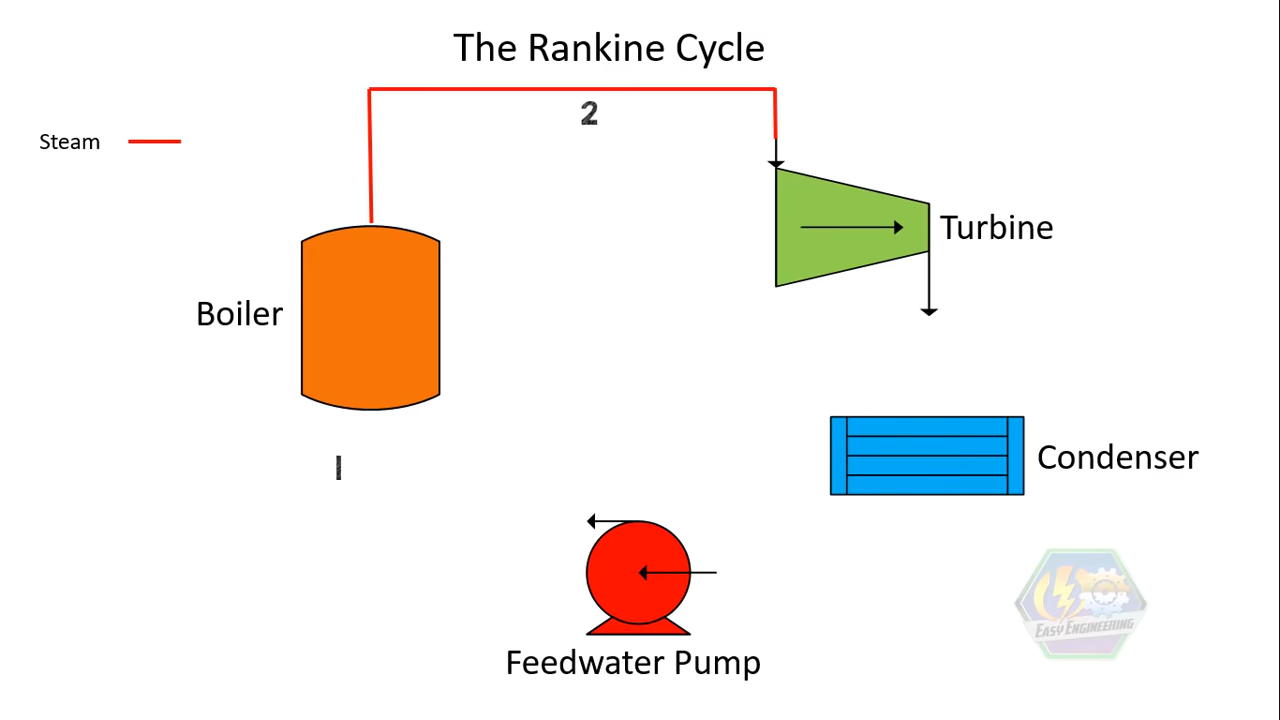 The Rankine Cycle
2
Steam
Turbine
Boiler
Condenser
1
EASY ENGINEERING
Feedwater Pump